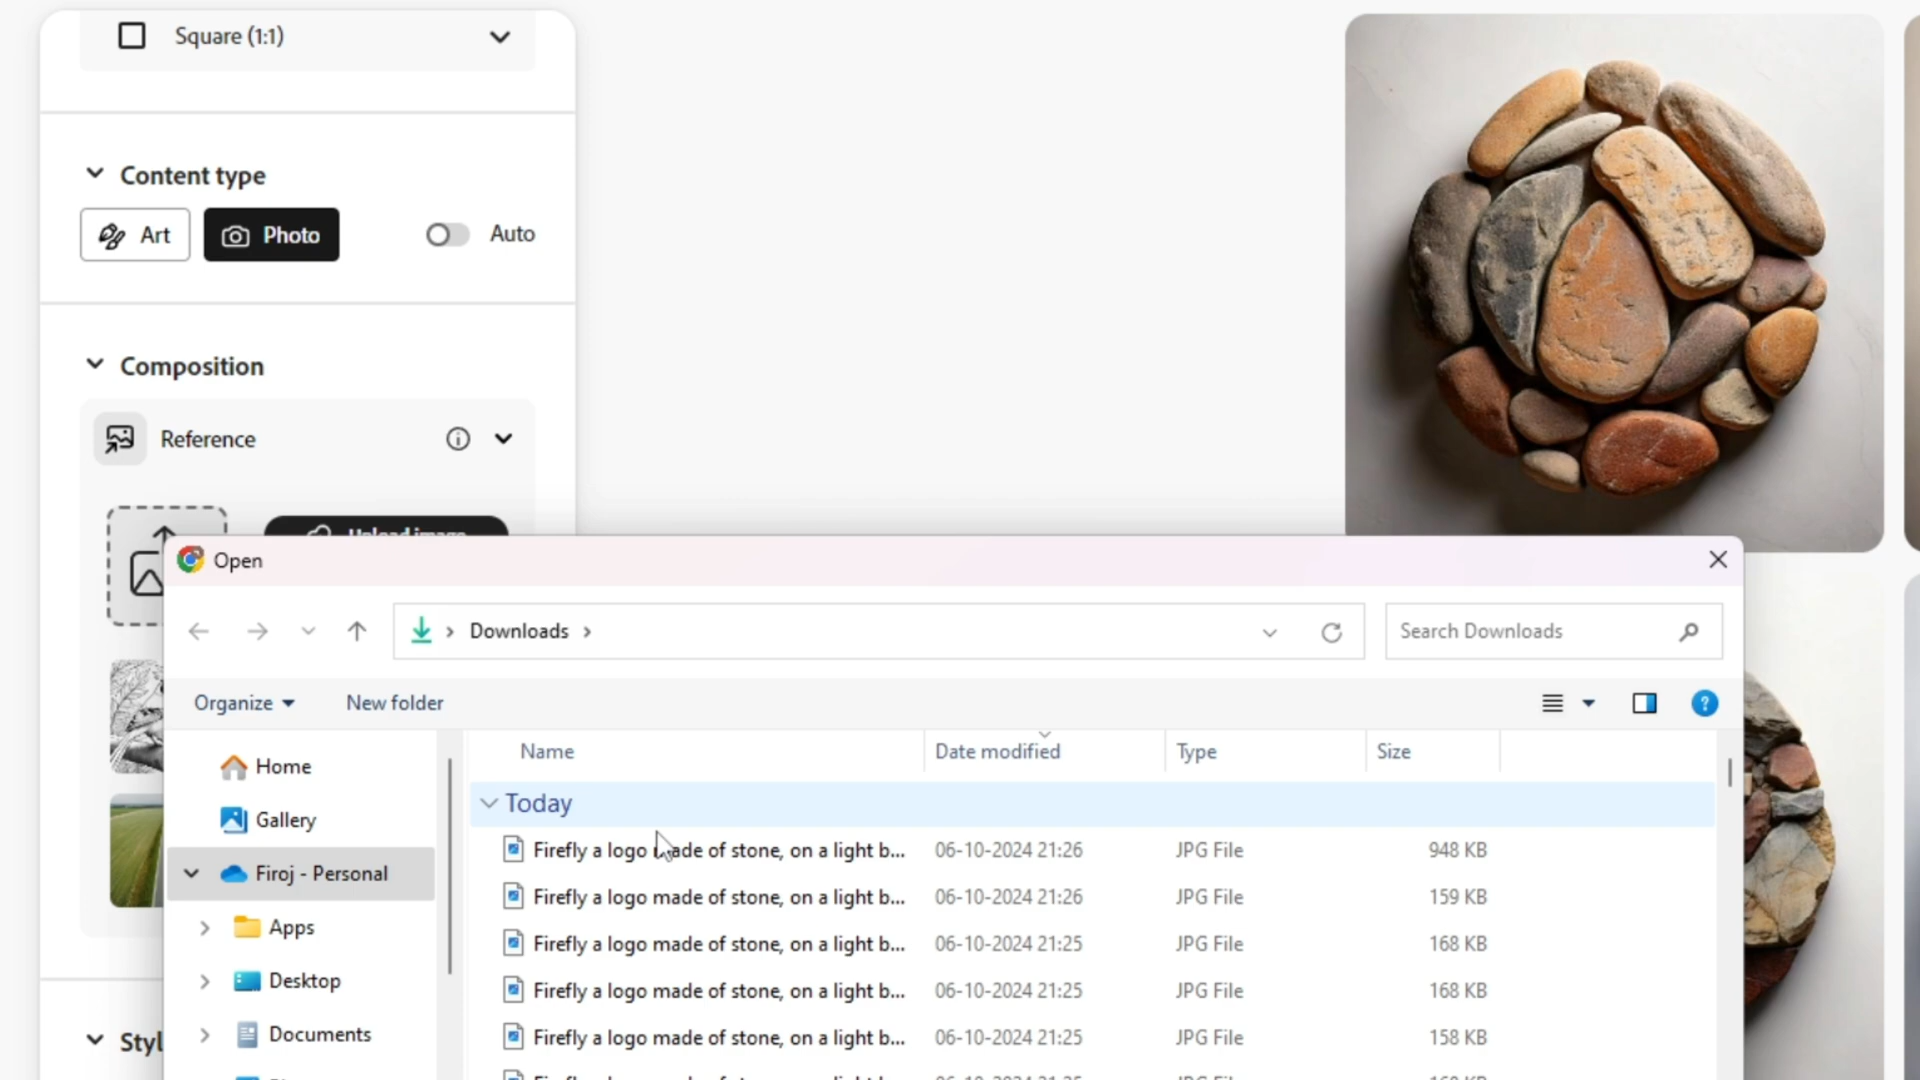 Square (1:1)
Content type
Art
Photo
Auto
Composition
Reference
Upload image
Open
Downloads
Search Downloads
Organize
New folder
Name Date modified Type Size
Home
Gallery
Firoj - Personal
Apps
Desktop
Documents
Styl
Today
Firefly a logo made of stone, on a light b... 06-10-2024 21:26 JPG File 948 KB
Firefly a logo made of stone, on a light b... 06-10-2024 21:26 JPG File 159 KB
Firefly a logo made of stone, on a light b... 06-10-2024 21:25 JPG File 168 KB
Firefly a logo made of stone, on a light b... 06-10-2024 21:25 JPG File 168 KB
Firefly a logo made of stone, on a light b... 06-10-2024 21:25 JPG File 158 KB